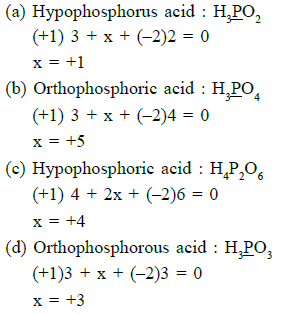 (a) Hypophosphorus acid : H₃PO₂
(+1) 3 + x + (–2)2 = 0
x = +1
(b) Orthophosphoric acid : H₃PO₄
(+1) 3 + x + (–2)4 = 0
x = +5
(c) Hypophosphoric acid : H₄P₂O₆
(+1) 4 + 2x + (–2)6 = 0
x = +4
(d) Orthophosphorous acid : H₃PO₃
(+1)3 + x + (–2)3 = 0
x = +3